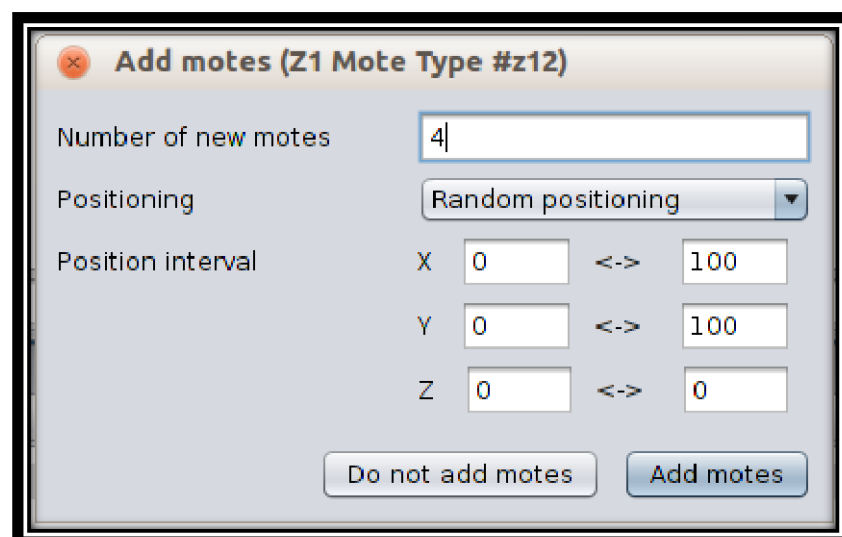 Add motes (Z1 Mote Type #z12)
Number of new motes 4
Positioning Random positioning
Position interval X 0 <-> 100
Y 0 <-> 100
Z 0 <-> 0
Do not add motes Add motes